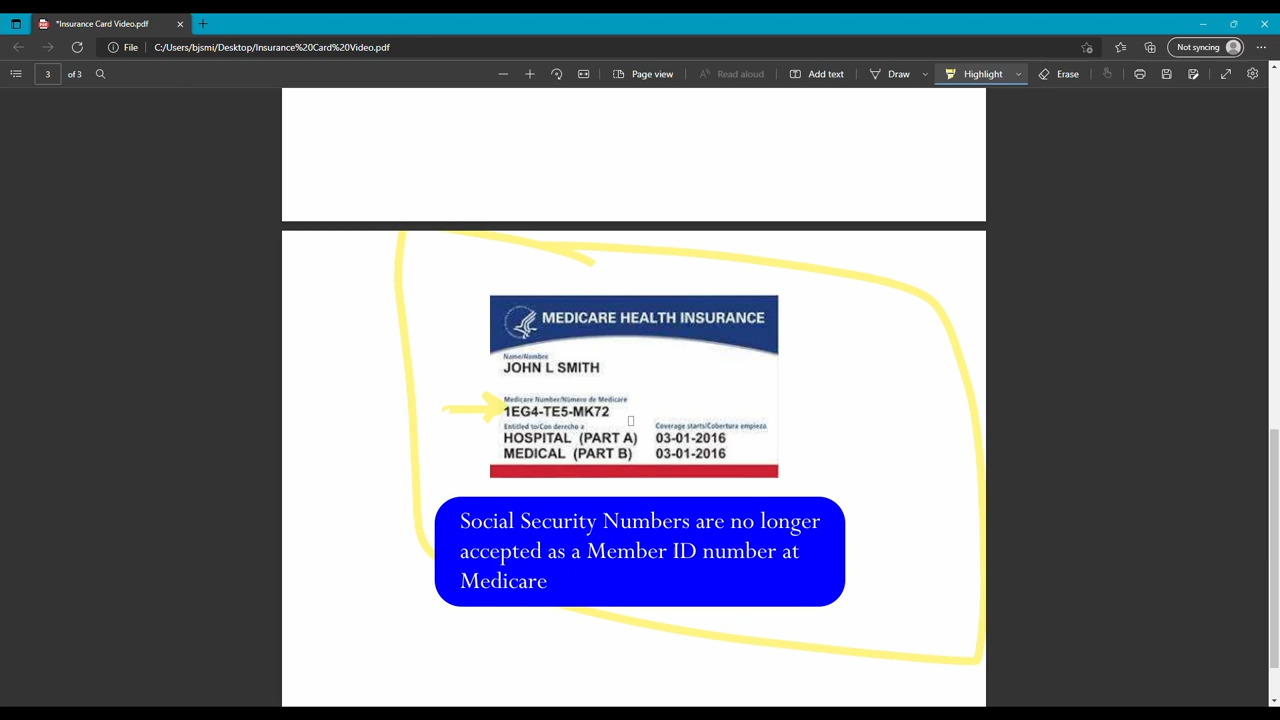 *Insurance Card Video.pdf
File C:/Users/bjsmi/Desktop/Insurance%20Card%20Video.pdf Not syncing
3 of 3 Page view Read aloud Add text Draw Highlight Erase
MEDICARE HEALTH INSURANCE
Name/Nombre
JOHN L SMITH
Medicare Number/Número de Medicare
1EG4-TE5-MK72
Entitled to/Con derecho a Coverage starts/Cobertura empieza
HOSPITAL (PART A) 03-01-2016
MEDICAL (PART B) 03-01-2016
Social Security Numbers are no longer
accepted as a Member ID number at
Medicare